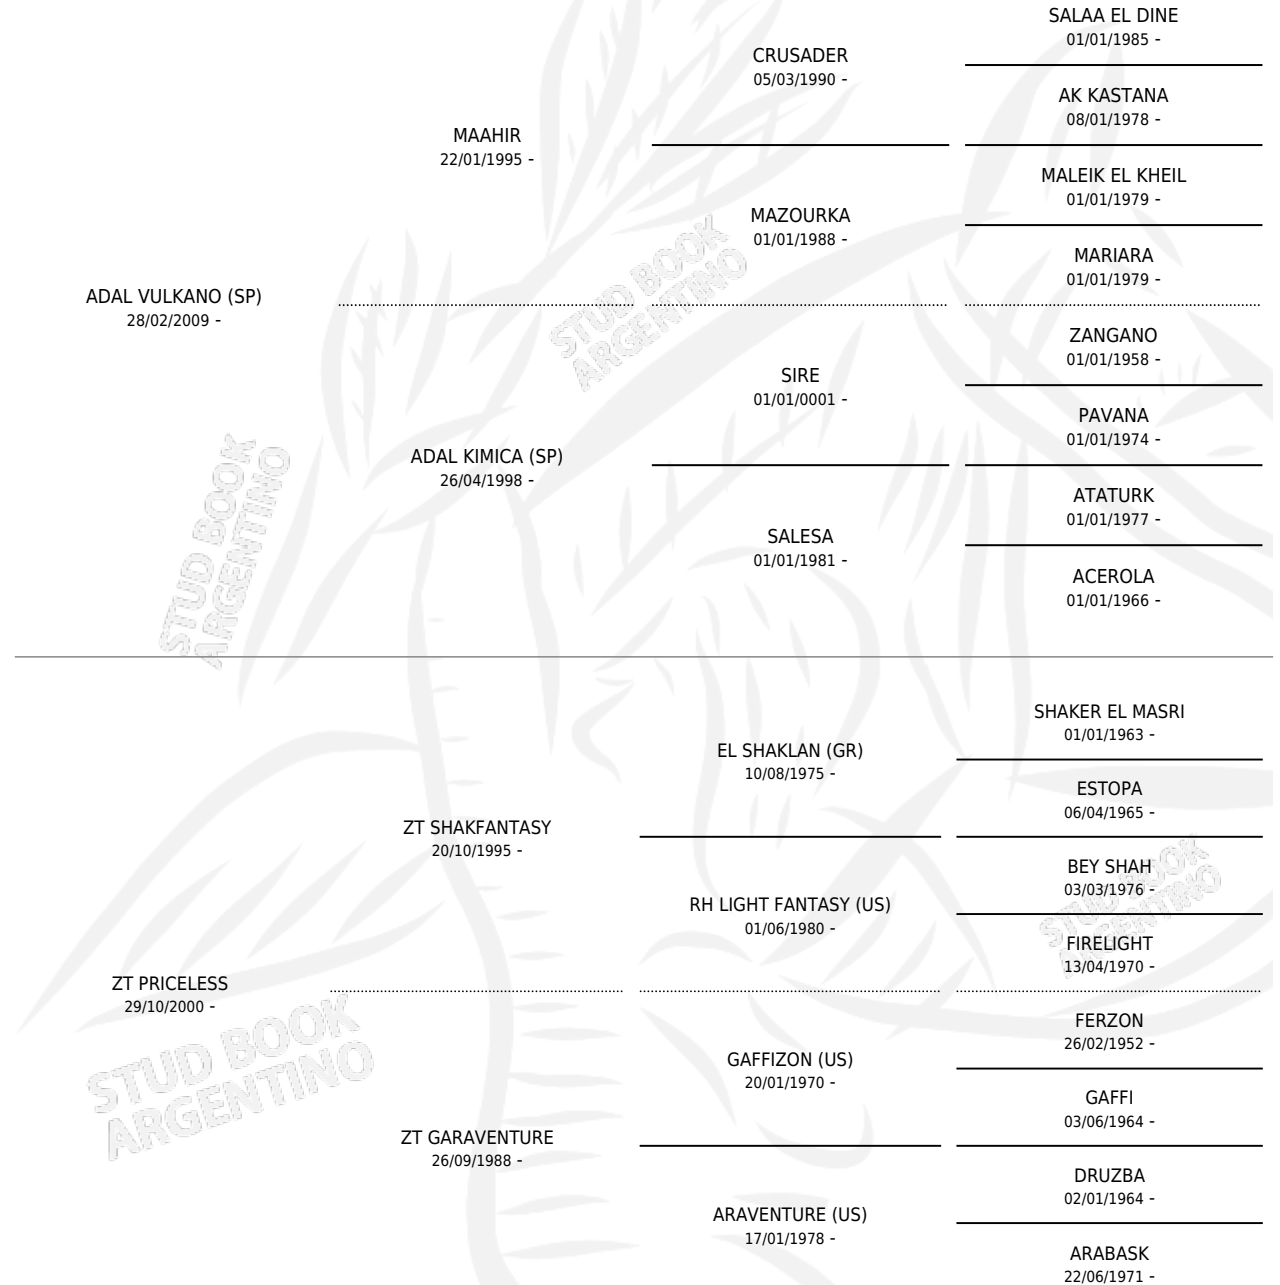 SALAA EL DINE
01/01/1985 -
CRUSADER
05/03/1990 -
AK KASTANA
08/01/1978 -
MAAHIR
22/01/1995 -
MALEIK EL KHEIL
01/01/1979 -
MAZOURKA
01/01/1988 -
MARIARA
01/01/1979 -
ADAL VULKANO (SP)
28/02/2009 -
ZANGANO
01/01/1958 -
SIRE
01/01/0001 -
PAVANA
01/01/1974 -
ADAL KIMICA (SP)
26/04/1998 -
ATATURK
01/01/1977 -
SALESA
01/01/1981 -
ACEROLA
01/01/1966 -
STUD BOOK
ARGENTINO
STUD BOOK
ARGENTINO
SHAKER EL MASRI
01/01/1963 -
EL SHAKLAN (GR)
10/08/1975 -
ESTOPA
06/04/1965 -
ZT SHAKFANTASY
20/10/1995 -
BEY SHAH
03/03/1976 -
RH LIGHT FANTASY (US)
01/06/1980 -
FIRELIGHT
13/04/1970 -
ZT PRICELESS
29/10/2000 -
FERZON
26/02/1952 -
GAFFIZON (US)
20/01/1970 -
GAFFI
03/06/1964 -
ZT GARAVENTURE
26/09/1988 -
DRUZBA
02/01/1964 -
ARAVENTURE (US)
17/01/1978 -
ARABASK
22/06/1971 -
STUD BOOK
ARGENTINO
STUD BOOK
ARGENTINO